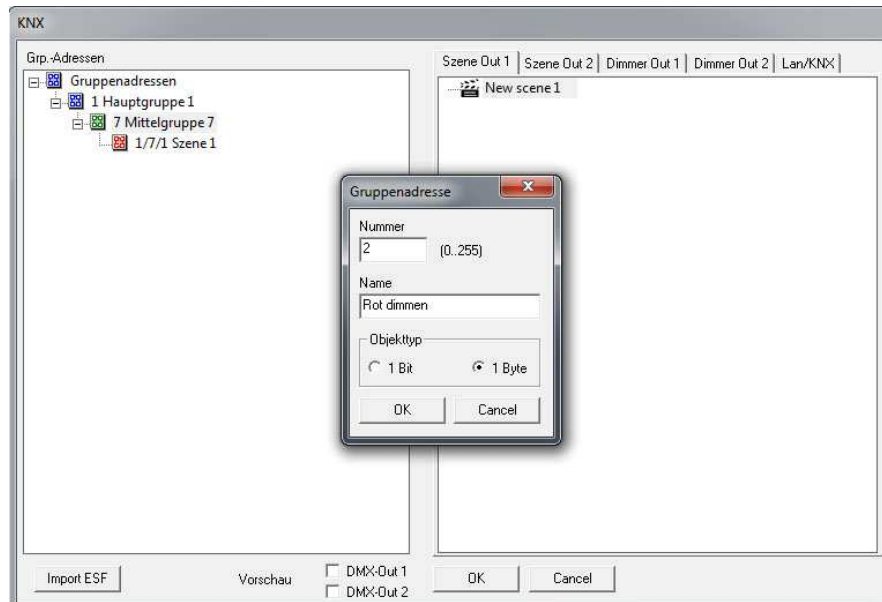 KNX
Grp.-Adressen
Gruppenadressen
1 Hauptgruppe 1
7 Mittelgruppe 7
1/7/1 Szene 1
Szene Out 1
Szene Out 2
Dimmer Out 1
Dimmer Out 2
Lan/KNX
New scene 1
Gruppenadresse
Nummer
2
(0..255)
Name
Rot dimmen
Objekttyp
1 Bit
1 Byte
OK
Cancel
Import ESF
Vorschau
DMX-Out 1
DMX-Out 2
OK
Cancel